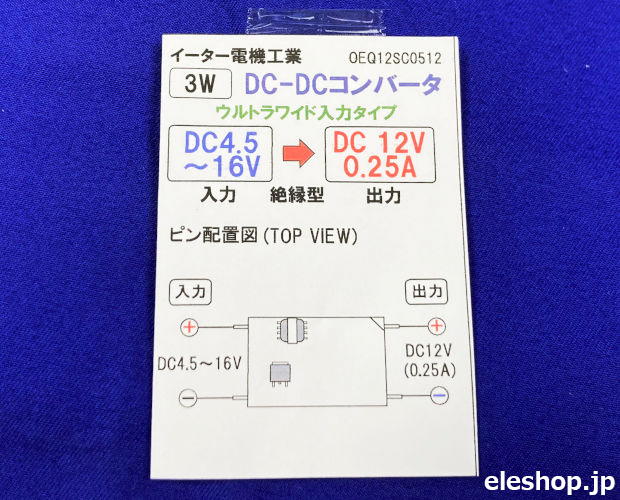 イーター電機工業 OEQ12SC0512
3W DC-DCコンバータ
ウルトラワイド入力タイプ
DC4.5 DC 12V
～16V 0.25A
入力 絶縁型 出力
ピン配置図(TOP VIEW)
入力 出力
+ +
DC4.5～16V DC12V
(0.25A)
− −
eleshop.jp